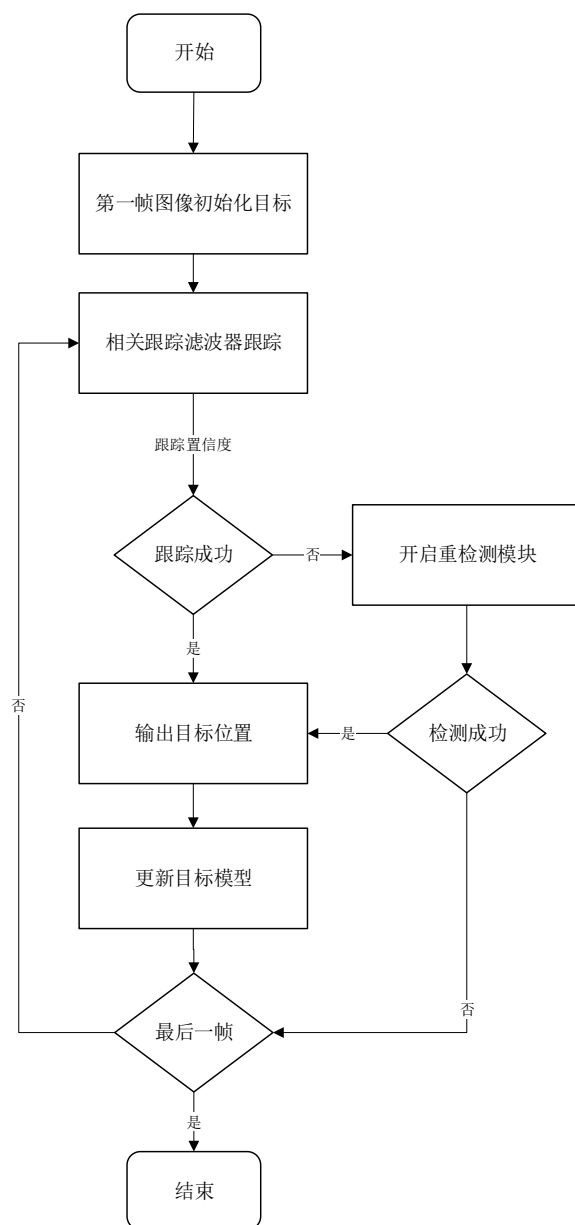 开始
第一帧图像初始化目标
相关跟踪滤波器跟踪
跟踪置信度
跟踪成功
否
开启重检测模块
是
否
输出目标位置
是
检测成功
更新目标模型
否
最后一帧
是
结束